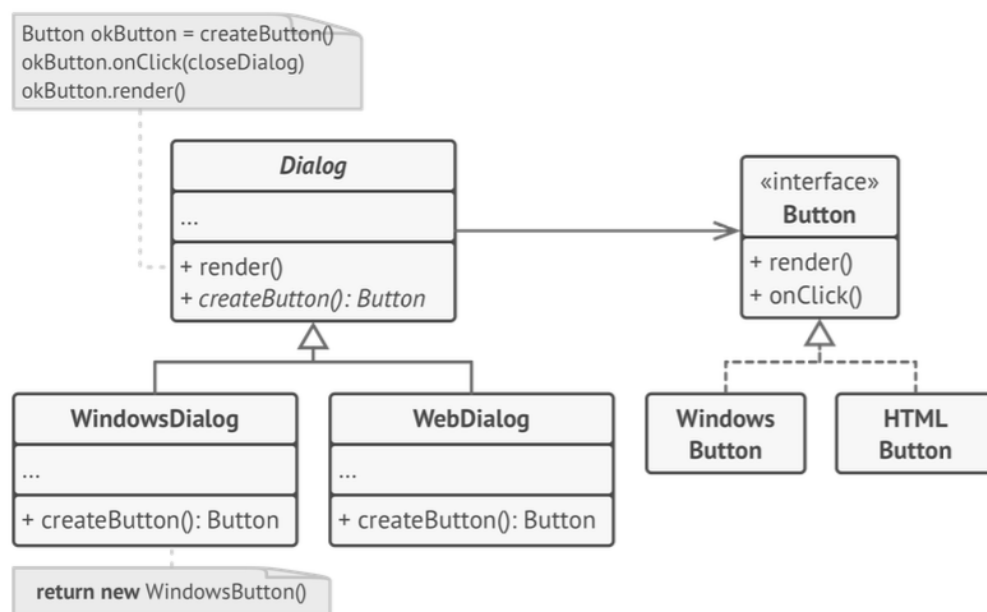 Button okButton = createButton()
okButton.onClick(closeDialog)
okButton.render()
Dialog
...
+ render()
+ createButton(): Button
«interface»
Button
+ render()
+ onClick()
WindowsDialog
...
+ createButton(): Button
WebDialog
...
+ createButton(): Button
Windows
Button
HTML
Button
return new WindowsButton()